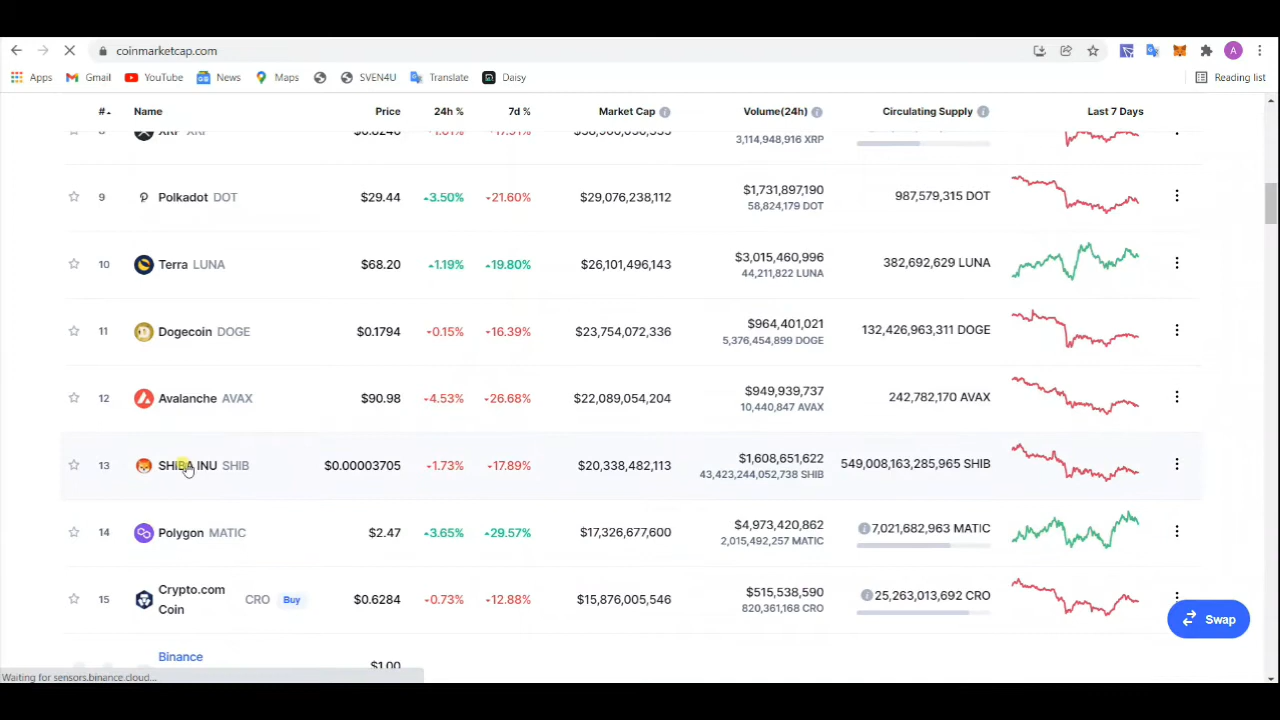 coinmarketcap.com
A
Apps Gmail YouTube News Maps SVEN4U Translate Daisy Reading list
# Name Price 24h % 7d % Market Cap Volume(24h) Circulating Supply Last 7 Days
3,114,948,916 XRP
9 Polkadot DOT $29.44 3.50% 21.60% $29,076,238,112 $1,731,897,190 987,579,315 DOT
58,824,179 DOT
10 Terra LUNA $68.20 1.19% 19.80% $26,101,496,143 $3,015,460,996 382,692,629 LUNA
44,211,822 LUNA
11 Dogecoin DOGE $0.1794 0.15% 16.39% $23,754,072,336 $964,401,021 132,426,963,311 DOGE
5,376,454,899 DOGE
12 Avalanche AVAX $90.98 4.53% 26.68% $22,089,054,204 $949,939,737 242,782,170 AVAX
10,440,847 AVAX
13 SHIBA INU SHIB $0.00003705 1.73% 17.89% $20,338,482,113 $1,608,651,622 549,008,163,285,965 SHIB
43,423,244,052,738 SHIB
14 Polygon MATIC $2.47 3.65% 29.57% $17,326,677,600 $4,973,420,862 7,021,682,963 MATIC
2,015,492,257 MATIC
15 Crypto.com Coin CRO Buy $0.6284 0.73% 12.88% $15,876,005,546 $515,538,590 25,263,013,692 CRO
820,361,168 CRO
Swap
Binance
$1.00
Waiting for sensors.binance.cloud...